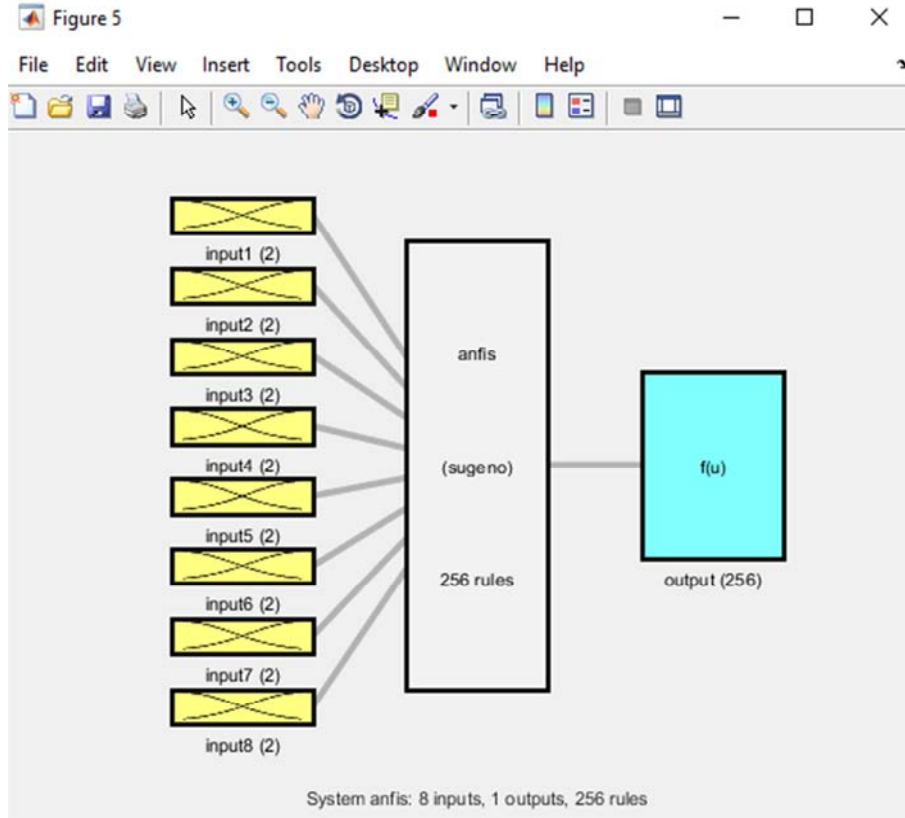 Figure 5
File Edit View Insert Tools Desktop Window Help
input1 (2)
input2 (2)
input3 (2)
input4 (2)
input5 (2)
input6 (2)
input7 (2)
input8 (2)
anfis
(sugeno)
256 rules
f(u)
output (256)
System anfis: 8 inputs, 1 outputs, 256 rules